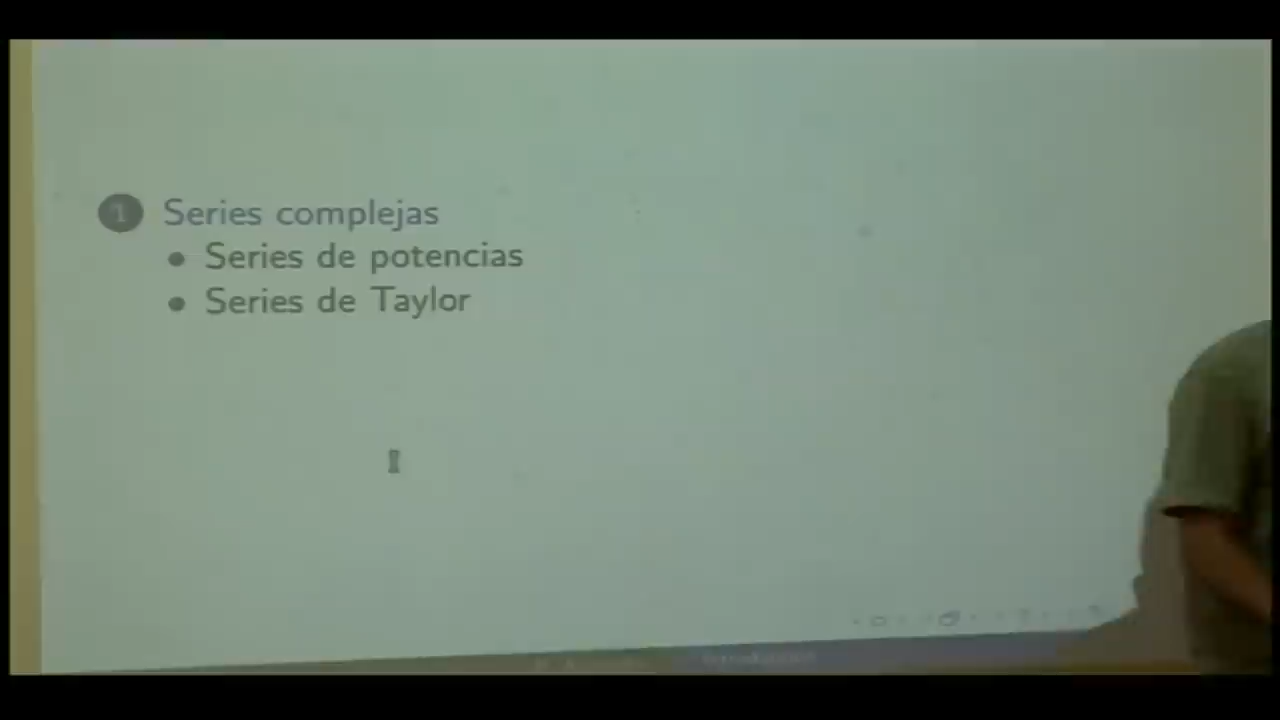 1 Series complejas
• Series de potencias
• Series de Taylor